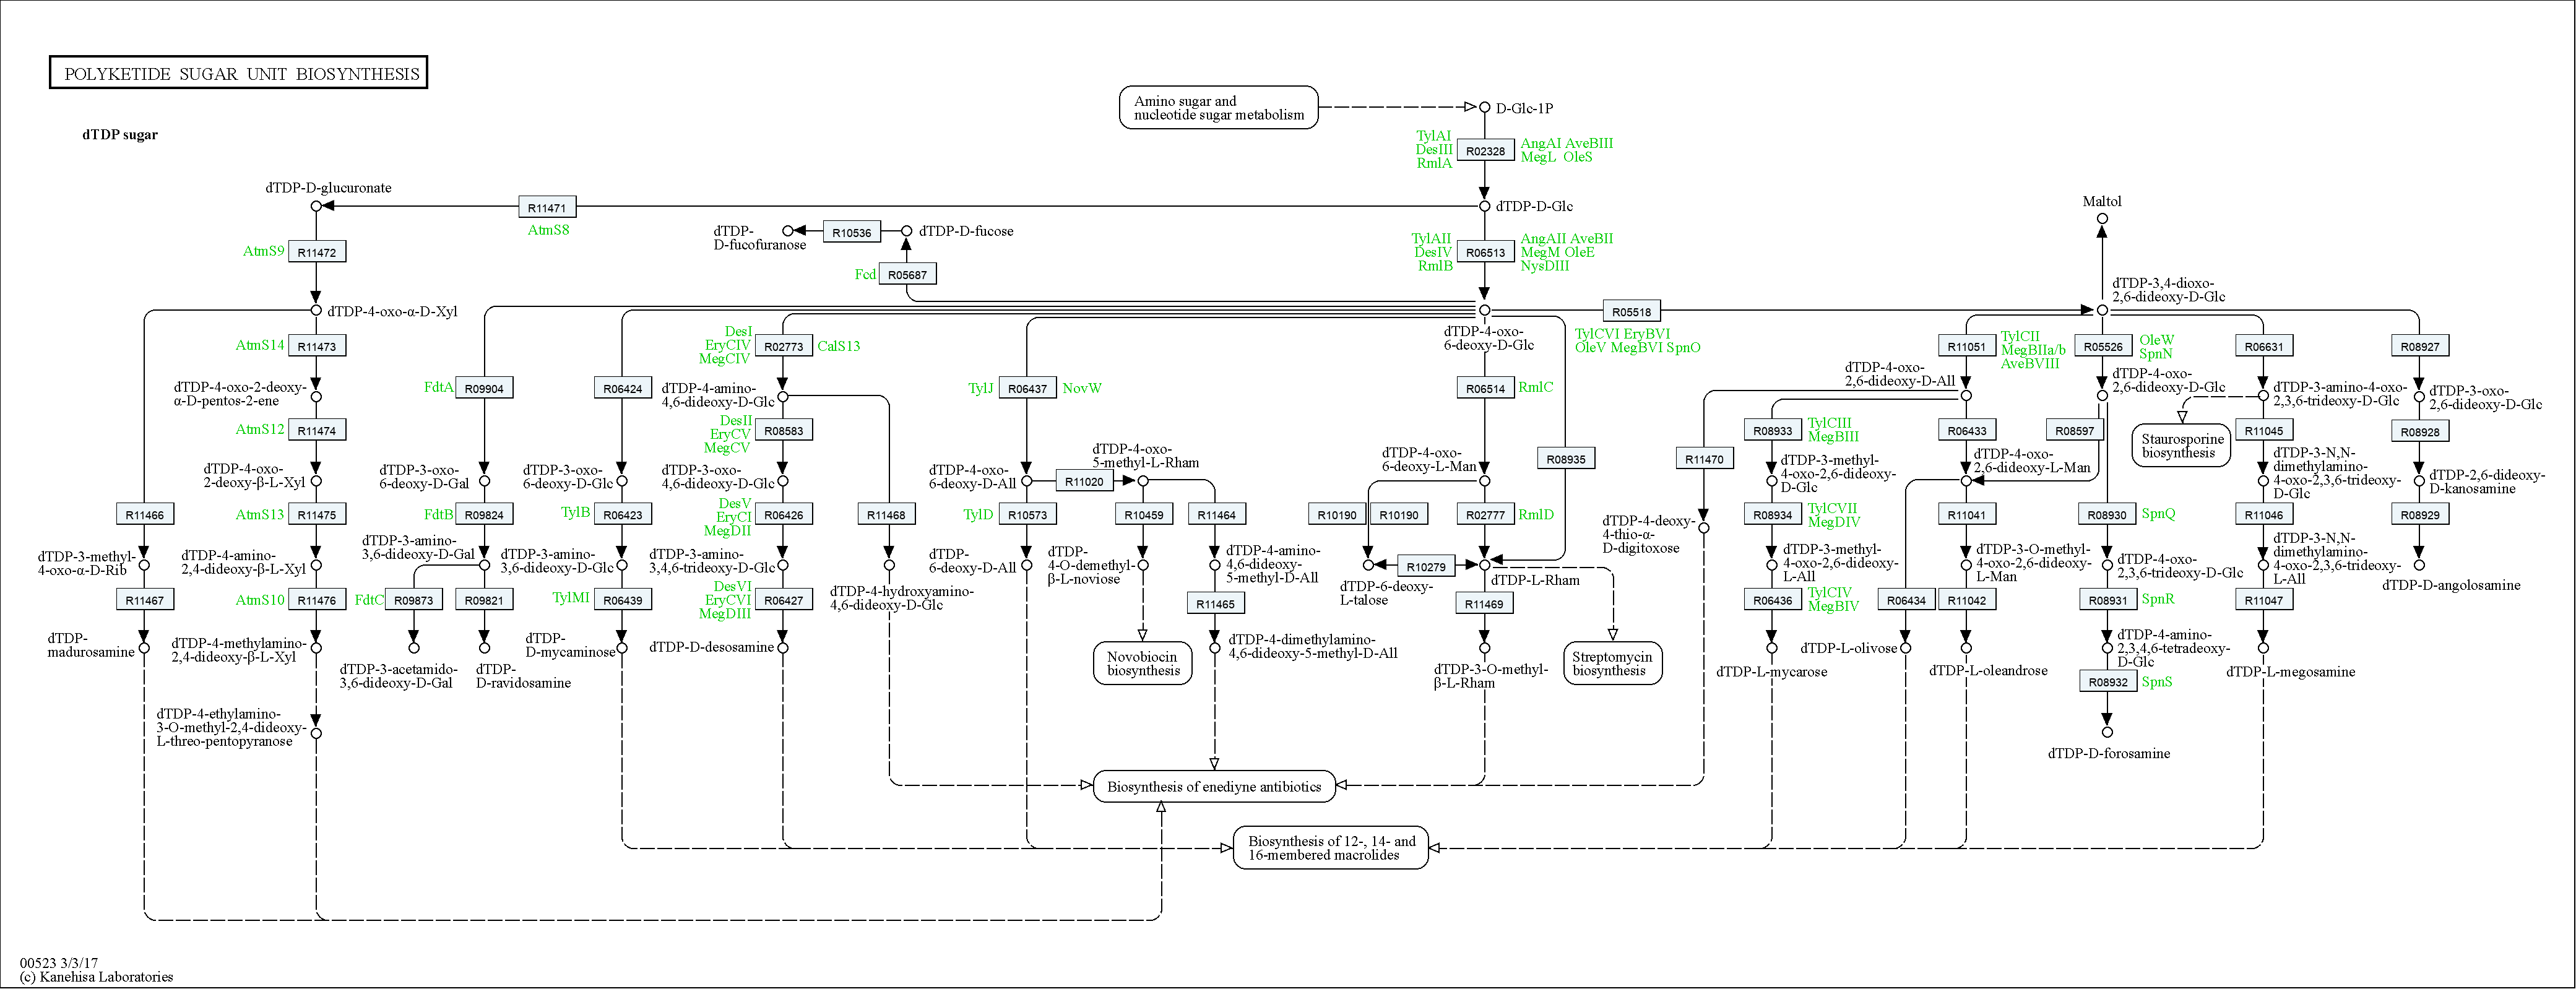 POLYKETIDE SUGAR UNIT BIOSYNTHESIS
dTDP sugar
Amino sugar and
nucleotide sugar metabolism
D-Glc-1P
TylAI
DesIII
RmlA
R02328
AngAI AveBIII
MegL OleS
dTDP-D-glucuronate
R11471
AtmS8
dTDP-D-Glc
Maltol
AtmS9
R11472
dTDP-
D-fucofuranose
R10536
dTDP-D-fucose
Fcd
R05687
TylAII
DesIV
RmlB
R06513
AngAII AveBII
MegM OleE
NysDIII
dTDP-4-oxo-α-D-Xyl
dTDP-4-oxo-
6-deoxy-D-Glc
R05518
TylCVI EryBVI
OleV MegBVI SpnO
dTDP-3,4-dioxo-
2,6-dideoxy-D-Glc
AtmS14
R11473
DesI
EryCIV
MegCIV
R02773
CalS13
R11051
TylCII
MegBIIa/b
AveBVIII
R05526
OleW
SpnN
R06631
R08927
dTDP-4-oxo-2-deoxy-
α-D-pentos-2-ene
FdtA
R09904
R06424
dTDP-4-amino-
4,6-dideoxy-D-Glc
TylJ
R06437
NovW
R06514
RmlC
dTDP-4-oxo-
2,6-dideoxy-D-All
dTDP-4-oxo-
2,6-dideoxy-D-Glc
dTDP-3-amino-4-oxo-
2,3,6-trideoxy-D-Glc
dTDP-3-oxo-
2,6-dideoxy-D-Glc
AtmS12
R11474
DesII
EryCV
MegCV
R08583
R08933
TylCIII
MegBIII
R06433
R08597
Staurosporine
biosynthesis
R11045
R08928
dTDP-4-oxo-
2-deoxy-β-L-Xyl
dTDP-3-oxo-
6-deoxy-D-Gal
dTDP-3-oxo-
6-deoxy-D-Glc
dTDP-3-oxo-
4,6-dideoxy-D-Glc
dTDP-4-oxo-
6-deoxy-D-All
R11020
dTDP-4-oxo-
5-methyl-L-Rham
dTDP-4-oxo-
6-deoxy-L-Man
R08935
R11470
dTDP-3-methyl-
4-oxo-2,6-dideoxy-
D-Glc
dTDP-4-oxo-
2,6-dideoxy-L-Man
dTDP-3-N,N-
dimethylamino-
4-oxo-2,3,6-trideoxy-
D-Glc
dTDP-2,6-dideoxy-
D-kanosamine
R11466
AtmS13
R11475
FdtB
R09824
TylB
R06423
DesV
EryCI
MegDII
R06426
R11468
TylD
R10573
R10459
R11464
R10190
R10190
R02777
RmlD
dTDP-4-deoxy-
4-thio-α-
D-digitoxose
R08934
TylCVII
MegDIV
R11041
R08930
SpnQ
R11046
R08929
dTDP-3-methyl-
4-oxo-α-D-Rib
dTDP-4-amino-
2,4-dideoxy-β-L-Xyl
dTDP-3-amino-
3,6-dideoxy-D-Gal
dTDP-3-amino-
3,6-dideoxy-D-Glc
dTDP-3-amino-
3,4,6-trideoxy-D-Glc
dTDP-4-hydroxyamino-
4,6-dideoxy-D-Glc
dTDP-
6-deoxy-D-All
dTDP-
4-O-demethyl-
β-L-noviose
dTDP-4-amino-
4,6-dideoxy-
5-methyl-D-All
R10279
dTDP-6-deoxy-
L-talose
dTDP-L-Rham
dTDP-3-methyl-
4-oxo-2,6-dideoxy-
L-All
dTDP-3-O-methyl-
4-oxo-2,6-dideoxy-
L-Man
dTDP-4-oxo-
2,3,6-trideoxy-D-Glc
dTDP-3-N,N-
dimethylamino-
4-oxo-2,3,6-trideoxy-
L-All
dTDP-D-angolosamine
R11467
AtmS10
R11476
FdtC
R09873
R09821
TylMI
R06439
DesVI
EryCVI
MegDIII
R06427
R11465
R11469
R06436
TylCIV
MegBIV
R06434
R11042
R08931
SpnR
R11047
dTDP-
madurosamine
dTDP-4-methylamino-
2,4-dideoxy-β-L-Xyl
dTDP-3-acetamido-
3,6-dideoxy-D-Gal
dTDP-
D-ravidosamine
dTDP-
D-mycaminose
dTDP-D-desosamine
Novobiocin
biosynthesis
dTDP-4-dimethylamino-
4,6-dideoxy-5-methyl-D-All
dTDP-3-O-methyl-
β-L-Rham
Streptomycin
biosynthesis
dTDP-L-mycarose
dTDP-L-olivose
dTDP-L-oleandrose
dTDP-4-amino-
2,3,4,6-tetradeoxy-
D-Glc
dTDP-L-megosamine
R08932
SpnS
dTDP-4-ethylamino-
3-O-methyl-2,4-dideoxy-
L-threo-pentopyranose
dTDP-D-forosamine
Biosynthesis of enediyne antibiotics
Biosynthesis of 12-, 14- and
16-membered macrolides
00523 3/3/17
(c) Kanehisa Laboratories